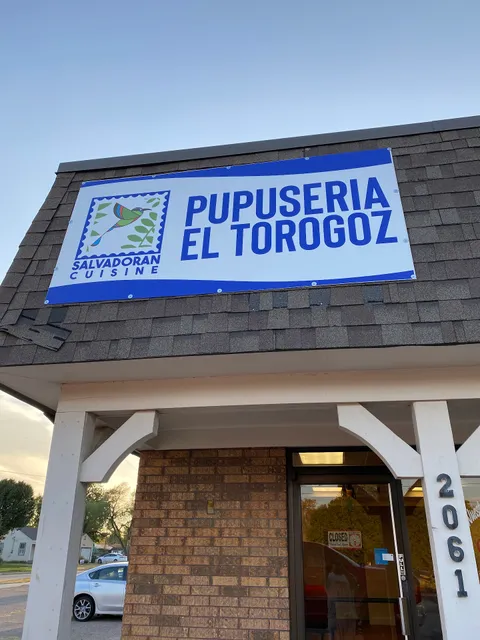 PUPUSERIA
EL TOROGOZ
SALVADORAN
CUISINE
CLOSED
2061